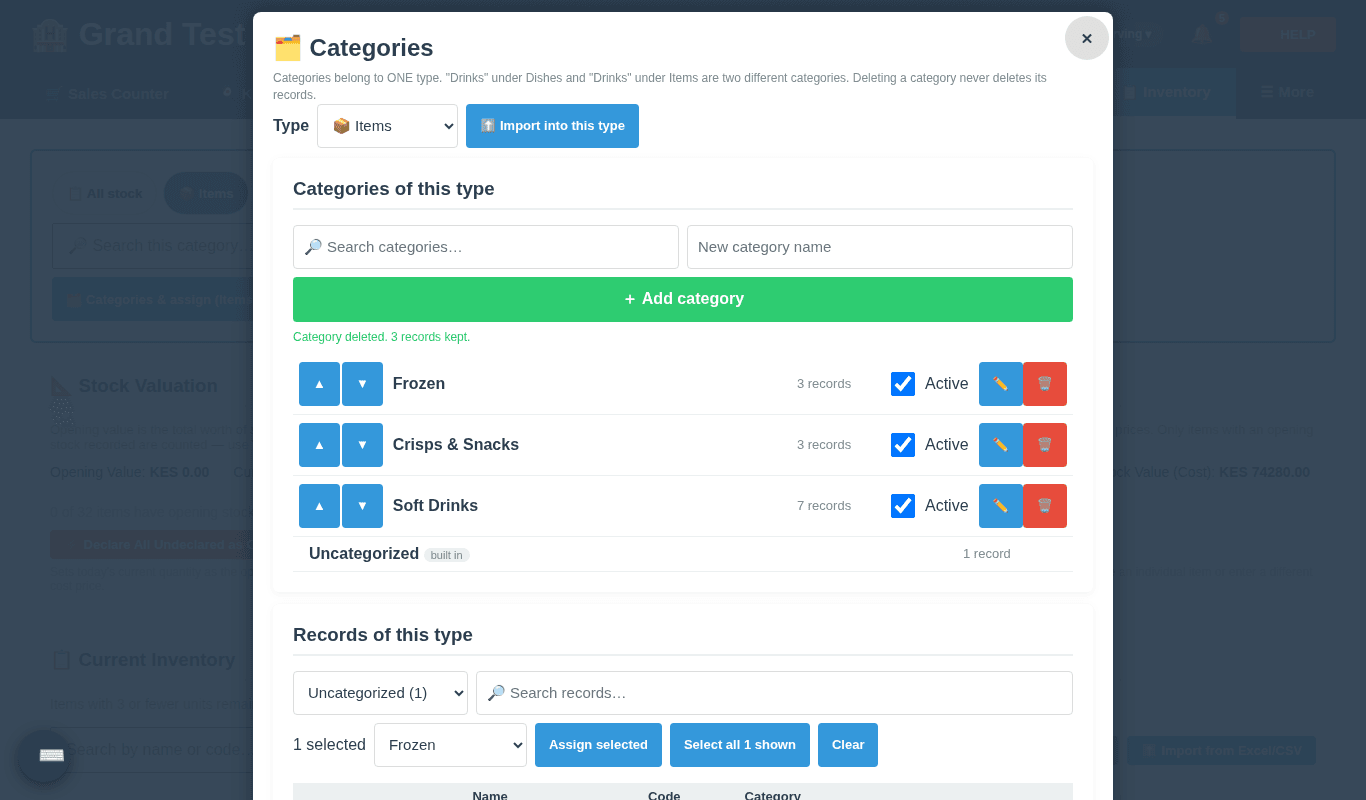 Grand Test
HELP
Sales Counter
Inventory
☰ More
🗂️ Categories
×
Categories belong to ONE type. "Drinks" under Dishes and "Drinks" under Items are two different categories. Deleting a category never deletes its
records.
Type
📦 Items
⬆️ Import into this type
All stock
Items
Search this category…
Categories & assign (Items
Categories of this type
🔎 Search categories…
New category name
＋ Add category
Category deleted. 3 records kept.
▲ ▼ Frozen 3 records Active ✏️ 🗑️
▲ ▼ Crisps & Snacks 3 records Active ✏️ 🗑️
▲ ▼ Soft Drinks 7 records Active ✏️ 🗑️
Uncategorized built in 1 record
Stock Valuation
Opening Value: KES 0.00
ck Value (Cost): KES 74280.00
Declare All Undeclared as
Records of this type
Uncategorized (1)
🔎 Search records…
1 selected
Frozen
Assign selected
Select all 1 shown
Clear
Name Code Category
Current Inventory
Search by name or code
Import from Excel/CSV